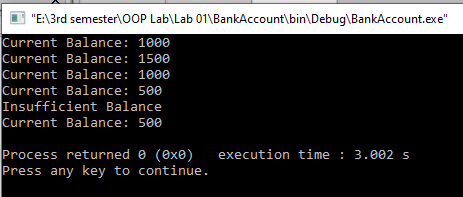 "E:\3rd semester\OOP Lab\Lab 01\BankAccount\bin\Debug\BankAccount.exe"
Current Balance: 1000
Current Balance: 1500
Current Balance: 1000
Current Balance: 500
Insufficient Balance
Current Balance: 500
Process returned 0 (0x0)   execution time : 3.002 s
Press any key to continue.